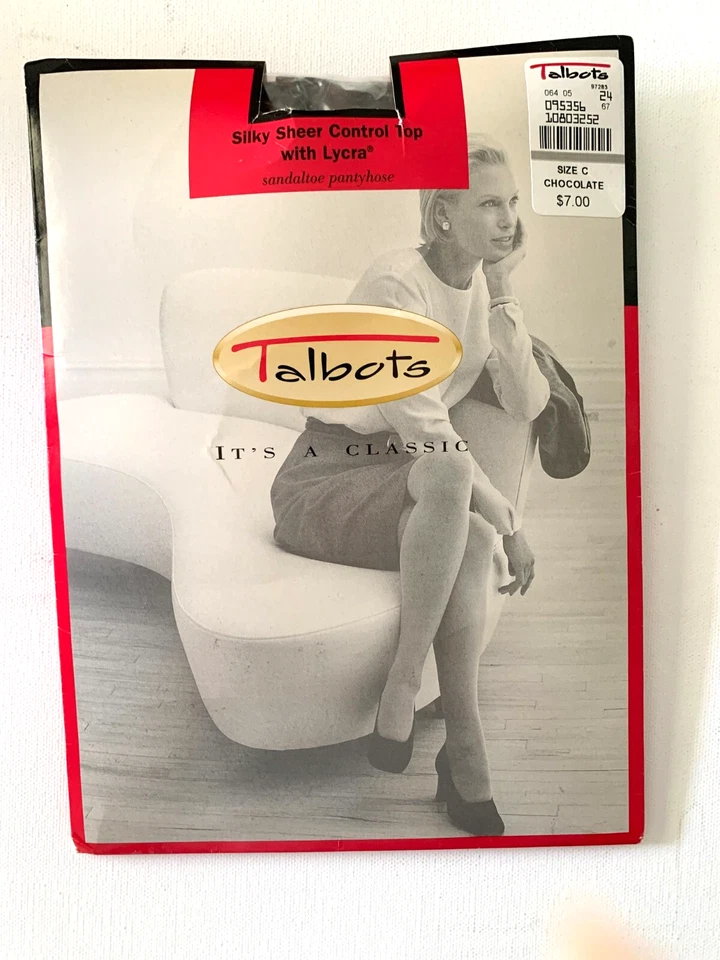 Silky Sheer Control Top
with Lycra®
sandaltoe pantyhose
Talbots
97283
064 05 24
095356 67
10803252
SIZE C
CHOCOLATE
$7.00
Talbots
IT'S A CLASSIC